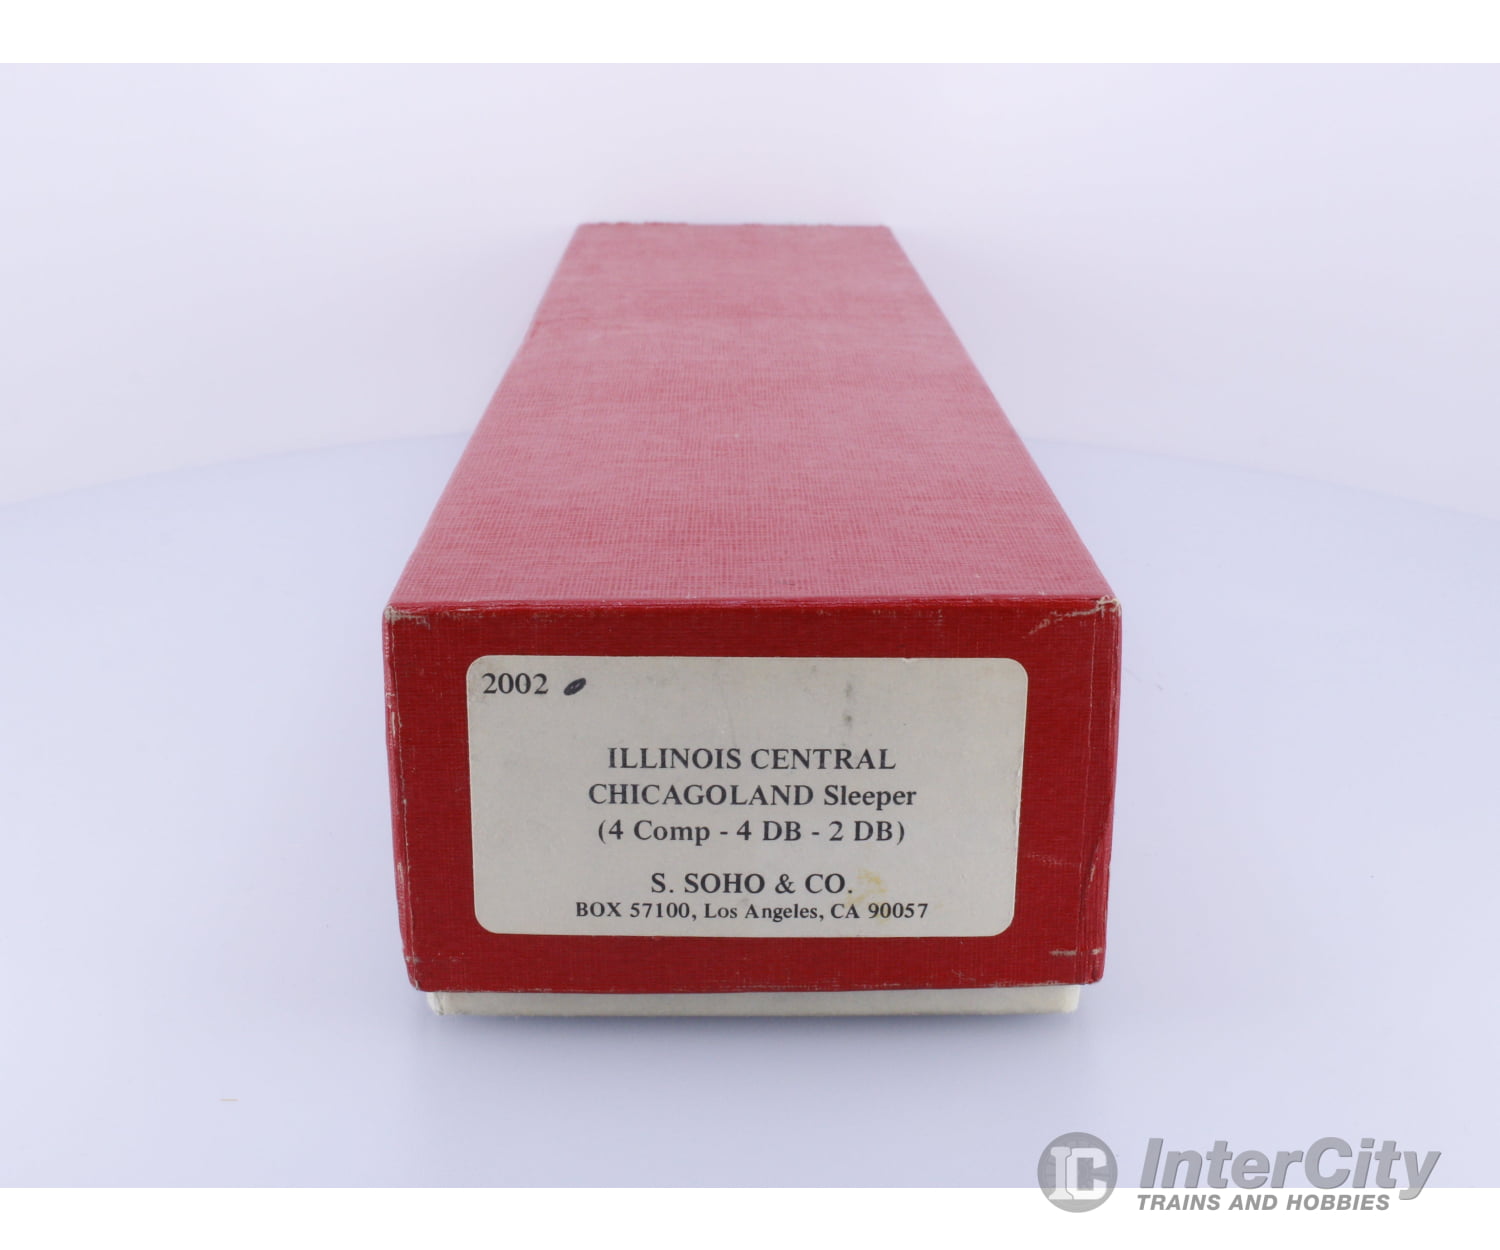 2002
ILLINOIS CENTRAL
CHICAGOLAND Sleeper
(4 Comp - 4 DB - 2 DB)
S. SOHO & CO.
BOX 57100, Los Angeles, CA 90057
IC InterCity
TRAINS AND HOBBIES